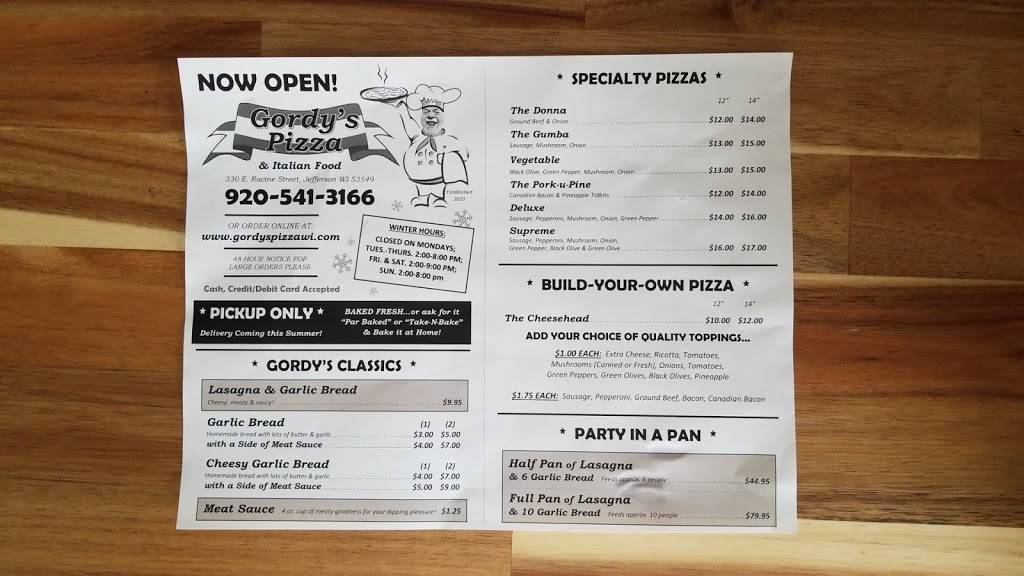 NOW OPEN!
Gordy's
Pizza
& Italian Food
330 E. Racine Street, Jefferson WI 53549
920-541-3166
Established
2020
OR ORDER ONLINE AT:
www.gordyspizzawi.com
48 HOUR NOTICE FOR
LARGE ORDERS PLEASE
Cash, Credit/Debit Card Accepted
WINTER HOURS:
CLOSED ON MONDAYS;
TUES.-THURS. 2:00-8:00 PM;
FRI. & SAT. 2:00-9:00 PM;
SUN. 2:00-8:00 pm
* PICKUP ONLY *
Delivery Coming this Summer!
BAKED FRESH...or ask for it
"Par Baked" or "Take-N-Bake"
& Bake it at Home!
* GORDY'S CLASSICS *
Lasagna & Garlic Bread
Cheesy, meaty & saucy! $9.95
Garlic Bread (1) (2)
Homemade bread with lots of butter & garlic $3.00 $5.00
with a Side of Meat Sauce $4.00 $7.00
Cheesy Garlic Bread (1) (2)
Homemade bread with lots of butter & garlic $4.00 $7.00
with a Side of Meat Sauce $5.00 $9.00
Meat Sauce 4 oz. cup of meaty goodness for your dipping pleasure! $1.25
* SPECIALTY PIZZAS *
12" 14"
The Donna
Ground Beef & Onion $12.00 $14.00
The Gumba
Sausage, Mushroom, Onion $13.00 $15.00
Vegetable
Black Olive, Green Pepper, Mushroom, Onion $13.00 $15.00
The Pork-u-Pine
Canadian Bacon & Pineapple Tidbits $12.00 $14.00
Deluxe
Sausage, Pepperoni, Mushroom, Onion, Green Pepper $14.00 $16.00
Supreme
Sausage, Pepperoni, Mushroom, Onion,
Green Pepper, Black Olive & Green Olive $16.00 $17.00
* BUILD-YOUR-OWN PIZZA *
12" 14"
The Cheesehead $10.00 $12.00
ADD YOUR CHOICE OF QUALITY TOPPINGS...
$1.00 EACH: Extra Cheese, Ricotta, Tomatoes,
Mushrooms (Canned or Fresh), Onions, Tomatoes,
Green Peppers, Green Olives, Black Olives, Pineapple
$1.75 EACH: Sausage, Pepperoni, Ground Beef, Bacon, Canadian Bacon
* PARTY IN A PAN *
Half Pan of Lasagna
& 6 Garlic Bread Feeds approx. 6 people $44.95
Full Pan of Lasagna
& 10 Garlic Bread Feeds approx. 10 people $79.95